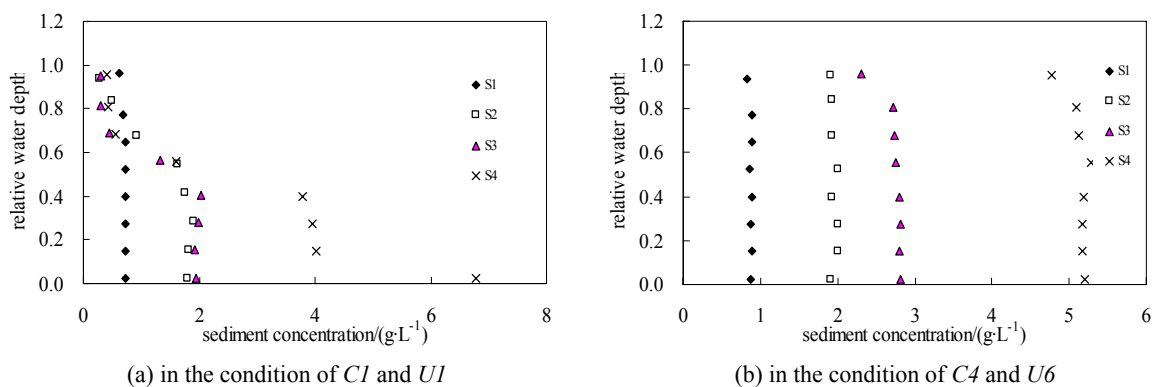 1.2
1.0
0.8
0.6
0.4
0.2
0.0
relative water depth
0 2 4 6 8
sediment concentration/(g·L⁻¹)
S1
S2
S3
S4
(a) in the condition of C1 and U1
1.2
1.0
0.8
0.6
0.4
0.2
0.0
relative water depth
0 1 2 3 4 5 6
sediment concentration/(g·L⁻¹)
S1
S2
S3
S4
(b) in the condition of C4 and U6